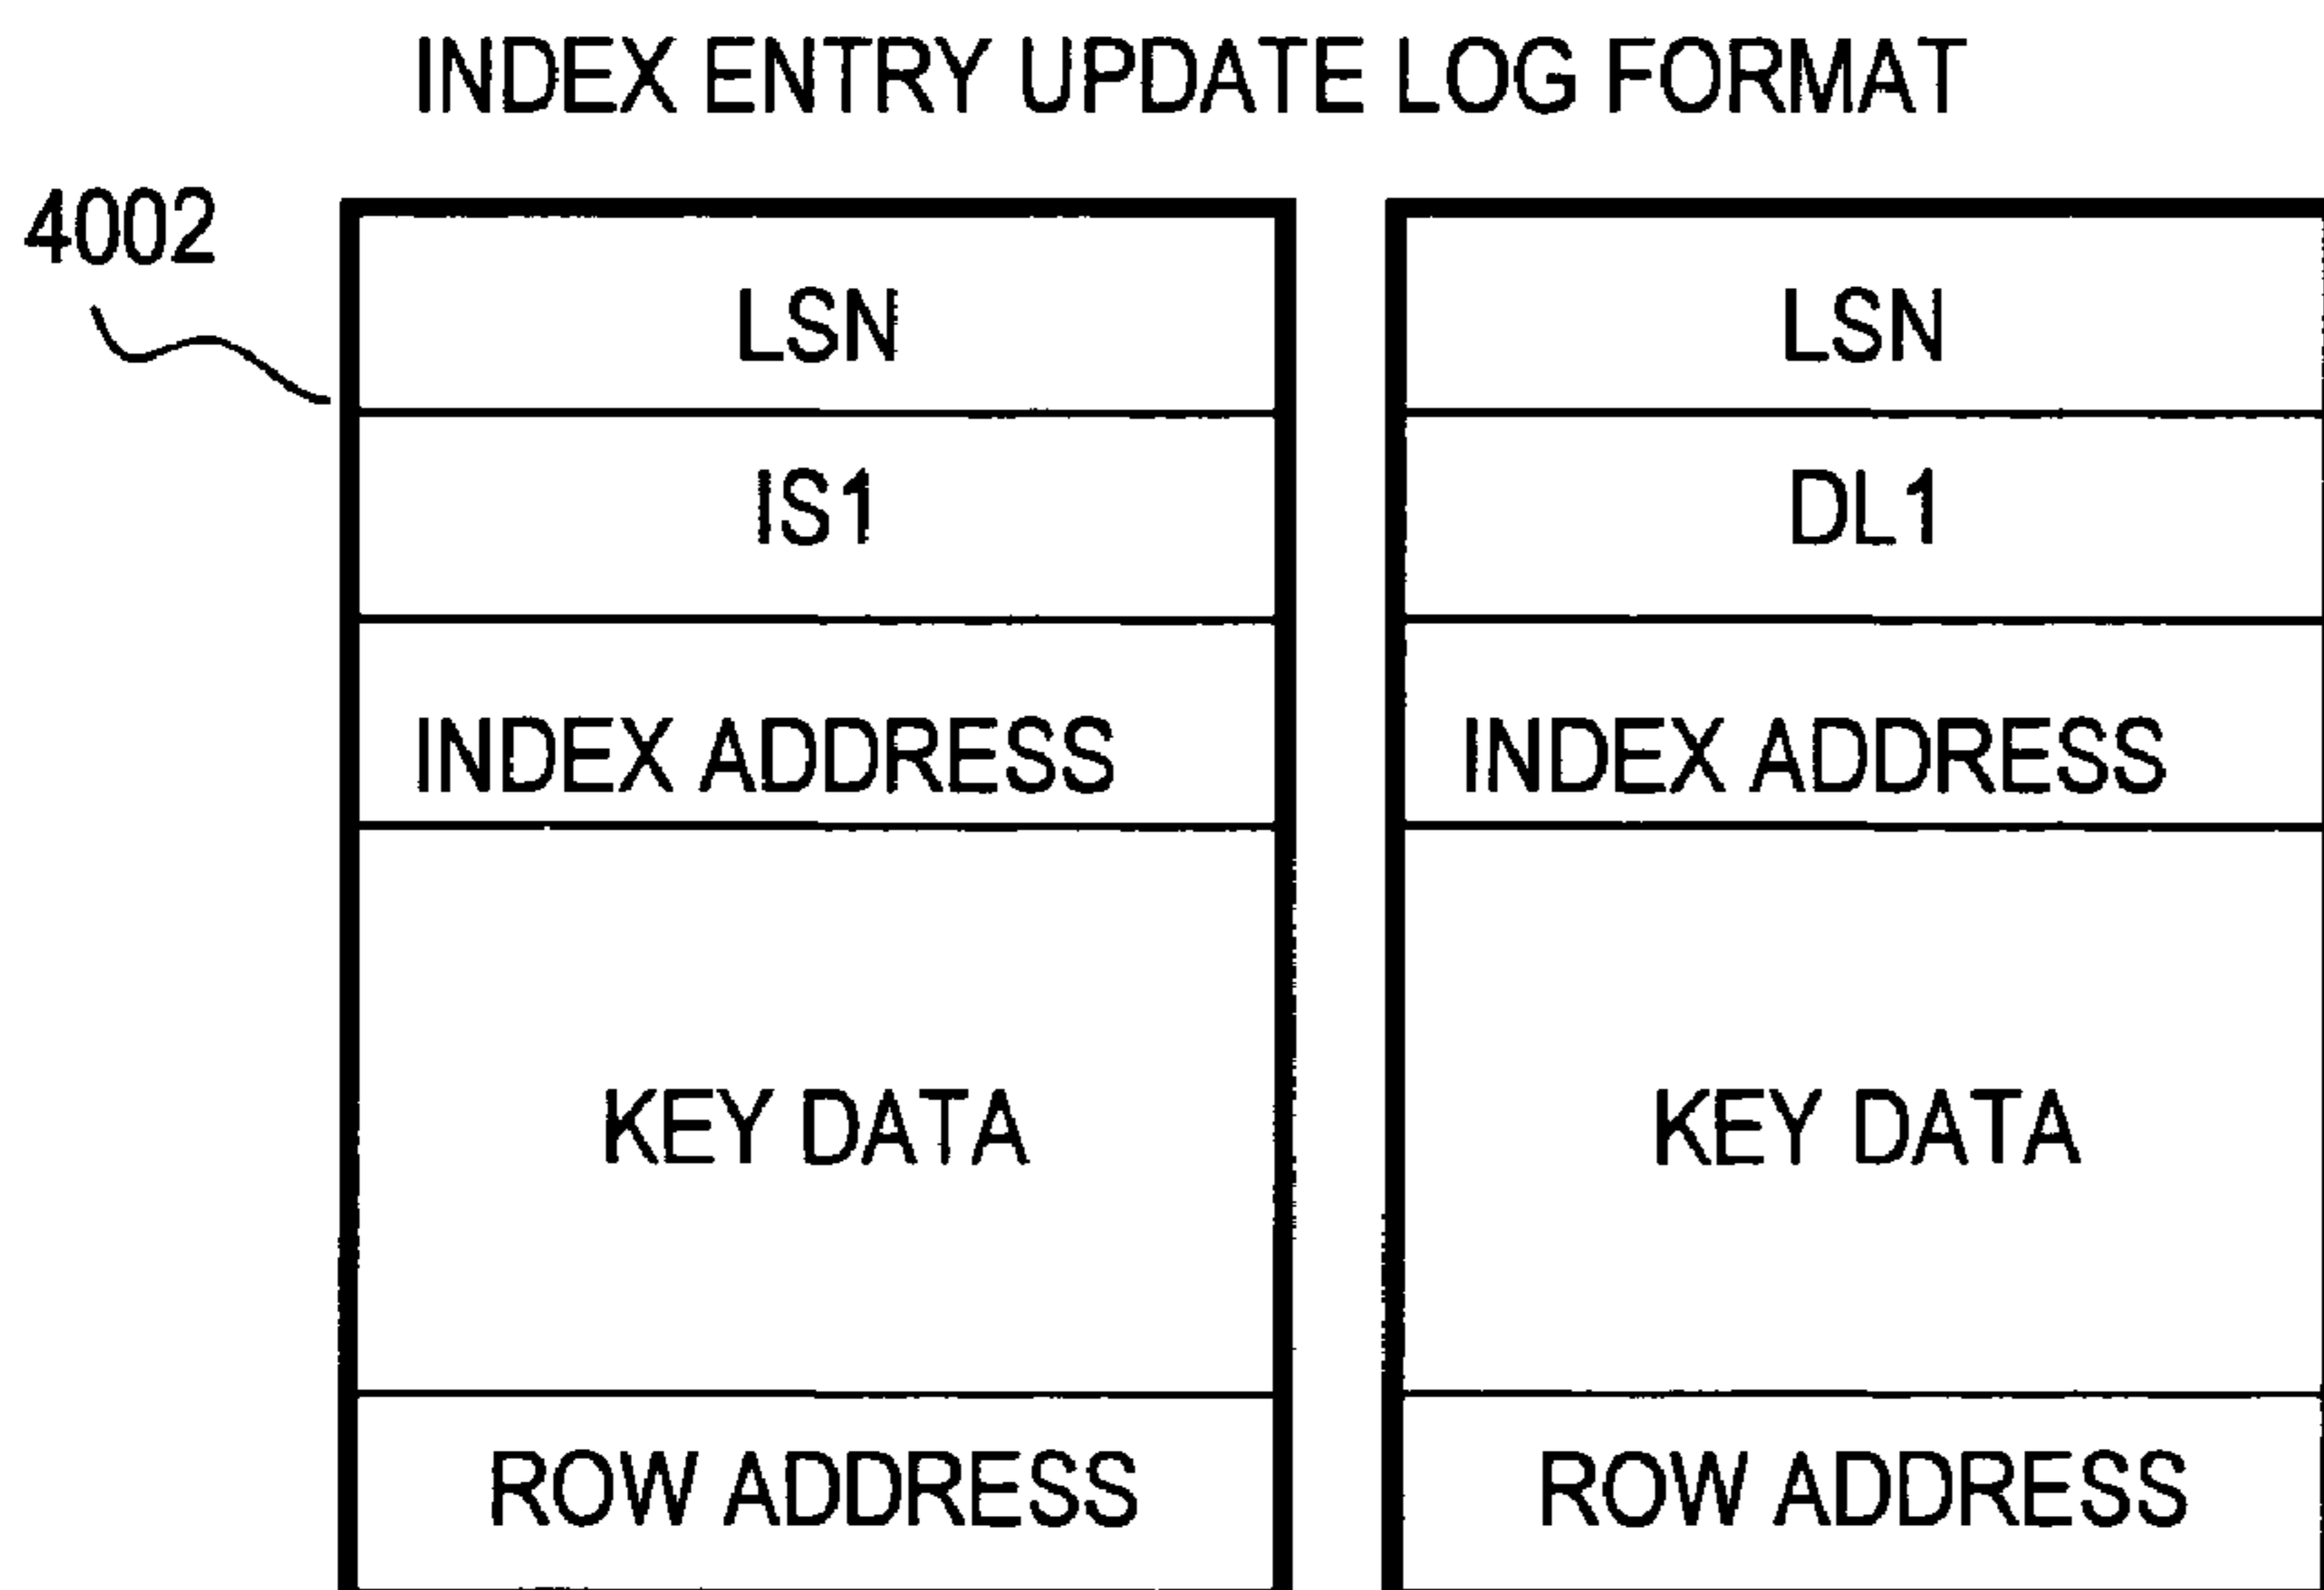 INDEX ENTRY UPDATE LOG FORMAT
4002
LSN
IS1
INDEX ADDRESS
KEY DATA
ROW ADDRESS
LSN
DL1
INDEX ADDRESS
KEY DATA
ROW ADDRESS